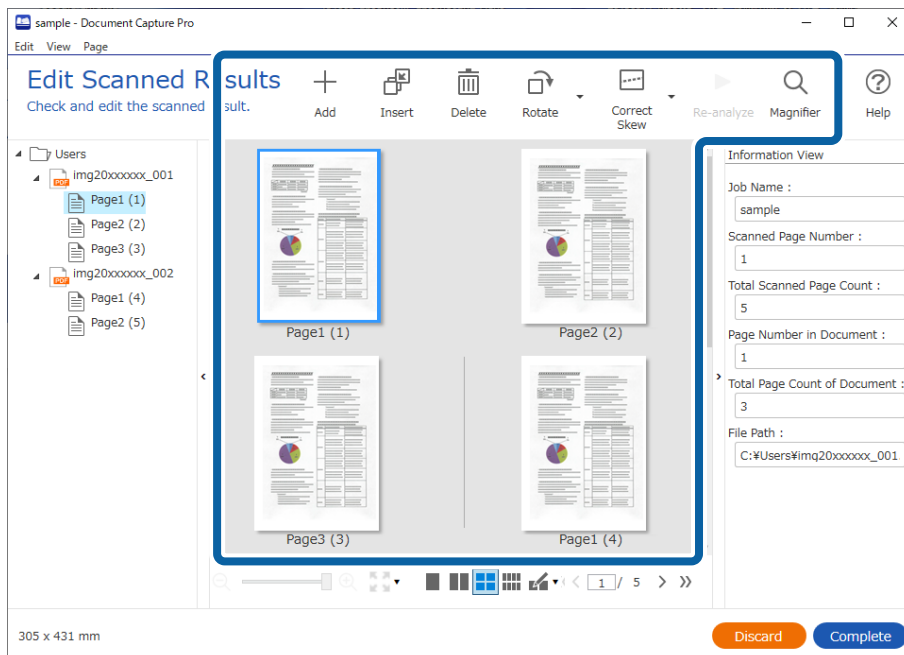 sample - Document Capture Pro
Edit View Page
Edit Scanned Results
Check and edit the scanned result.
Add
Insert
Delete
Rotate
Correct
Skew
Re-analyze
Magnifier
Help
Users
PDF img20xxxxxx_001
Page1 (1)
Page2 (2)
Page3 (3)
PDF img20xxxxxx_002
Page1 (4)
Page2 (5)
Page1 (1)
Page2 (2)
Page3 (3)
Page1 (4)
1 / 5
Information View
Job Name :
sample
Scanned Page Number :
1
Total Scanned Page Count :
5
Page Number in Document :
1
Total Page Count of Document :
3
File Path :
C:¥Users¥img20xxxxxx_001
305 x 431 mm
Discard
Complete